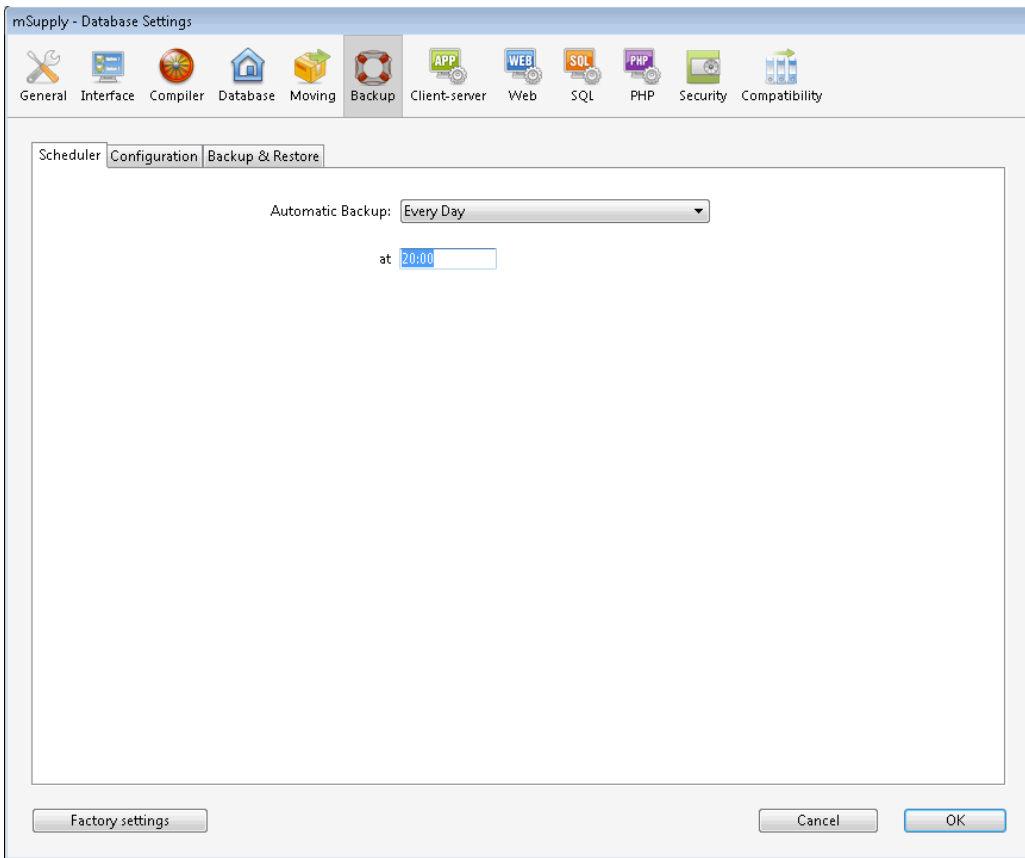 mSupply - Database Settings
General Interface Compiler Database Moving Backup Client-server Web SQL PHP Security Compatibility
APP WEB SQL PHP
Scheduler Configuration Backup & Restore
Automatic Backup: Every Day
at 20:00
Factory settings Cancel OK